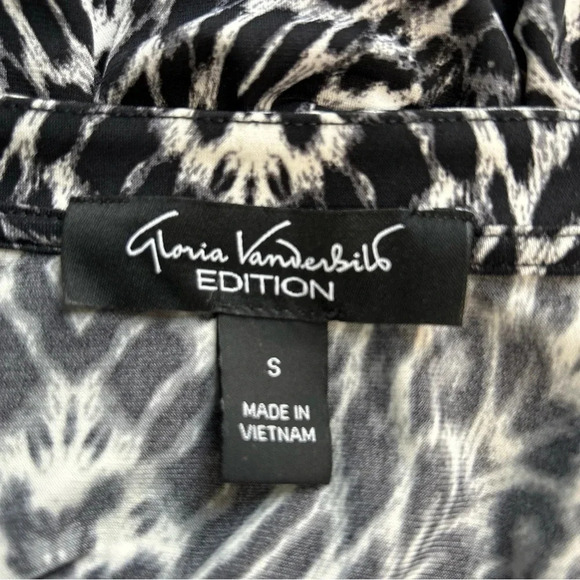 Gloria Vanderbilt
EDITION
S
MADE IN
VIETNAM